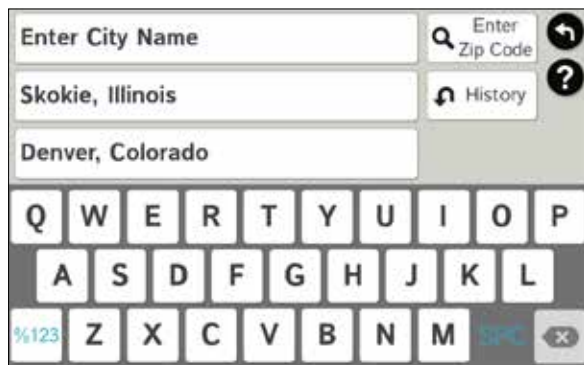 Enter City Name
Enter
Zip Code
Skokie, Illinois
?
History
Denver, Colorado
Q W E R T Y U I O P
A S D F G H J K L
%123 Z X C V B N M SPC